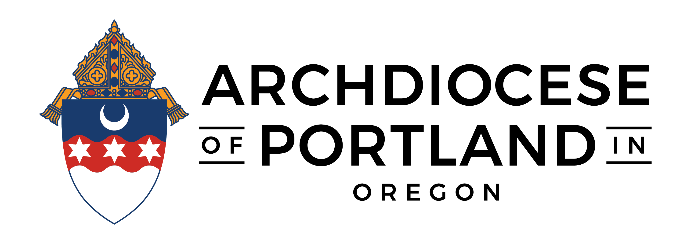 ARCHDIOCESE
OF PORTLAND IN
OREGON